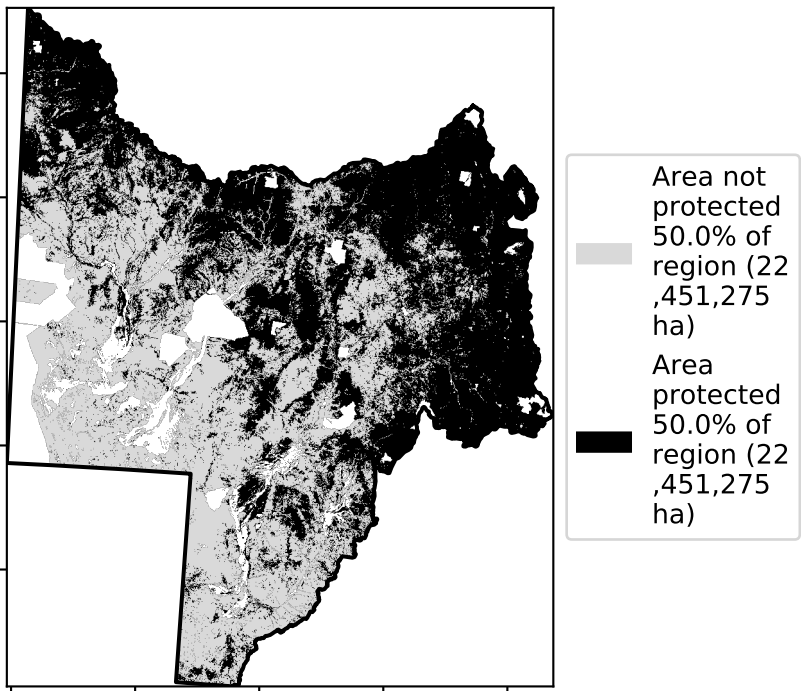 Area not
protected
50.0% of
region (22
,451,275
ha)
Area
protected
50.0% of
region (22
,451,275
ha)